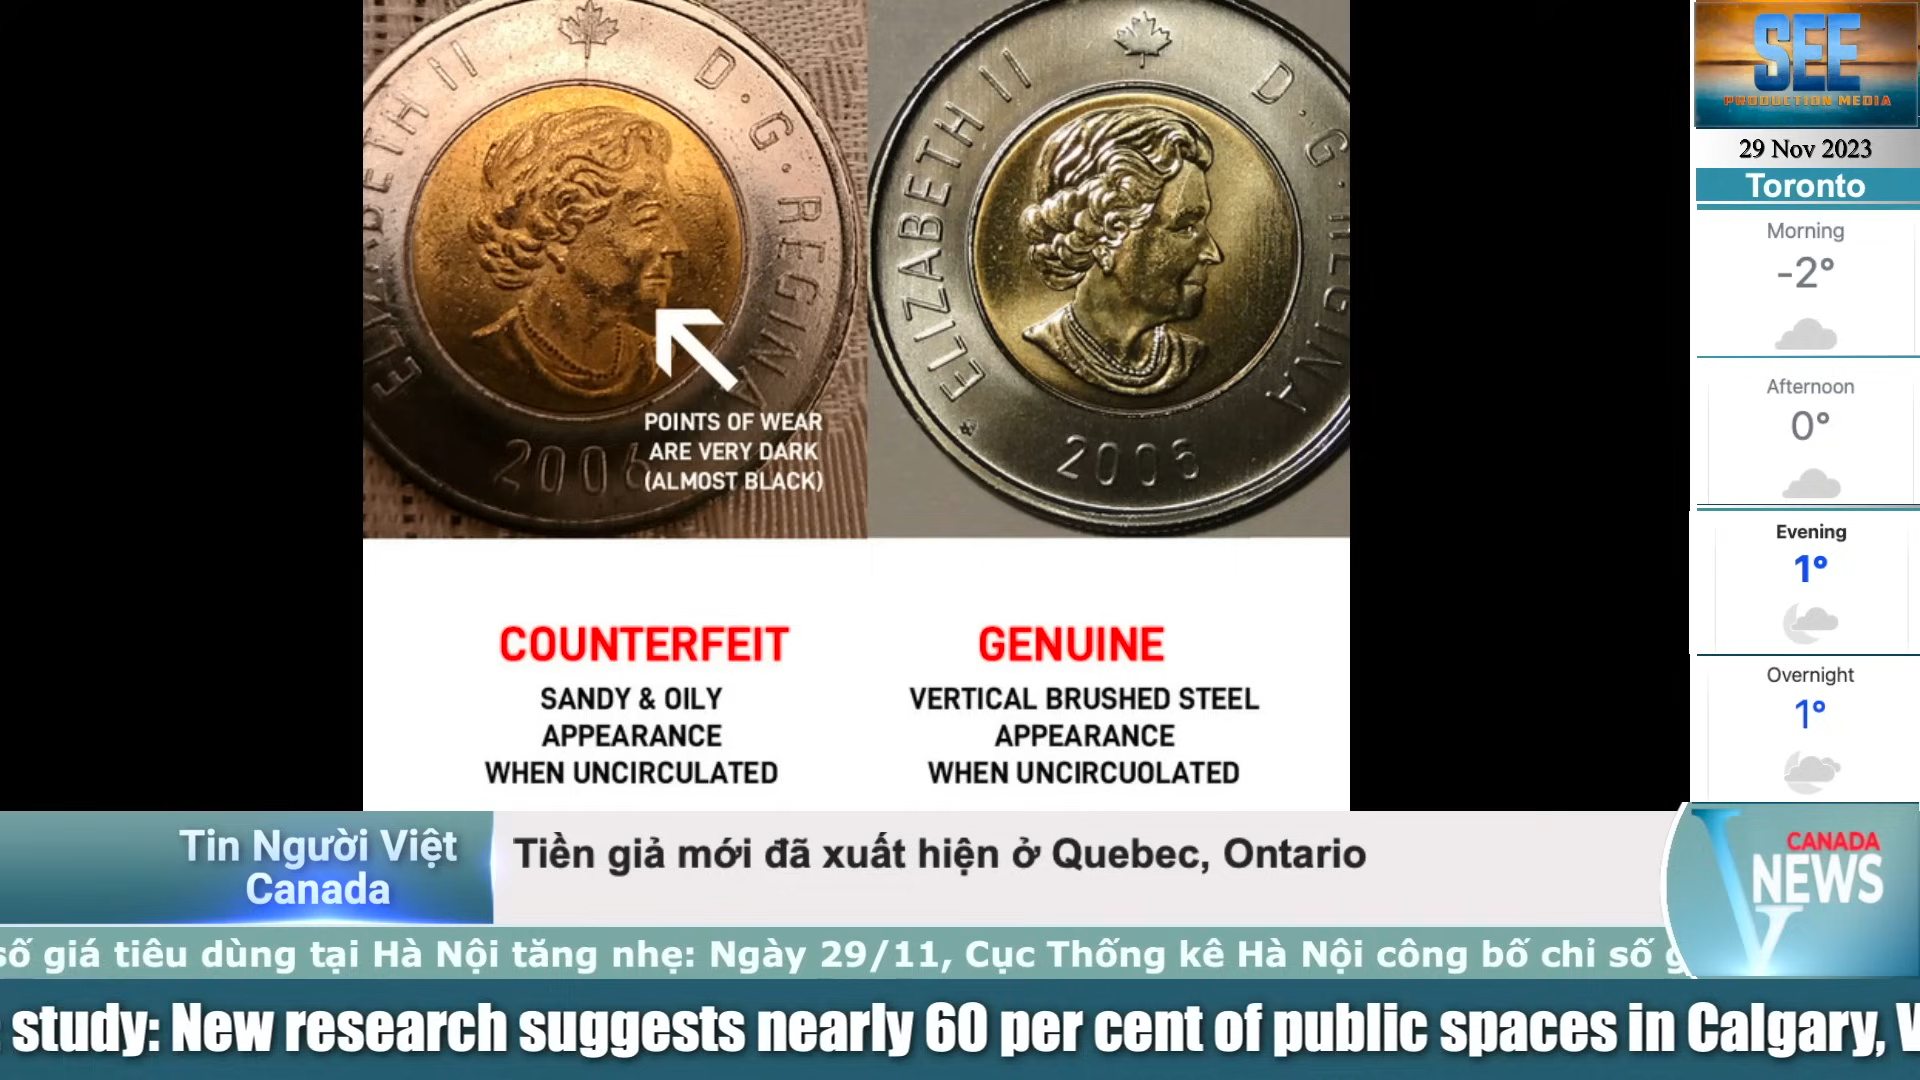 ELIZABETH II D·G·REGINA
2006
POINTS OF WEAR
ARE VERY DARK
(ALMOST BLACK)
ELIZABETH II D·G·REGINA
2006
COUNTERFEIT
SANDY & OILY
APPEARANCE
WHEN UNCIRCULATED
GENUINE
VERTICAL BRUSHED STEEL
APPEARANCE
WHEN UNCIRCUOLATED
SEE
PRODUCTION MEDIA
29 Nov 2023
Toronto
Morning
-2°
Afternoon
0°
Evening
1°
Overnight
1°
Tin Người Việt
Canada
Tiền giả mới đã xuất hiện ở Quebec, Ontario
V
CANADA
NEWS
số giá tiêu dùng tại Hà Nội tăng nhẹ: Ngày 29/11, Cục Thống kê Hà Nội công bố chỉ số
study: New research suggests nearly 60 per cent of public spaces in Calgary,